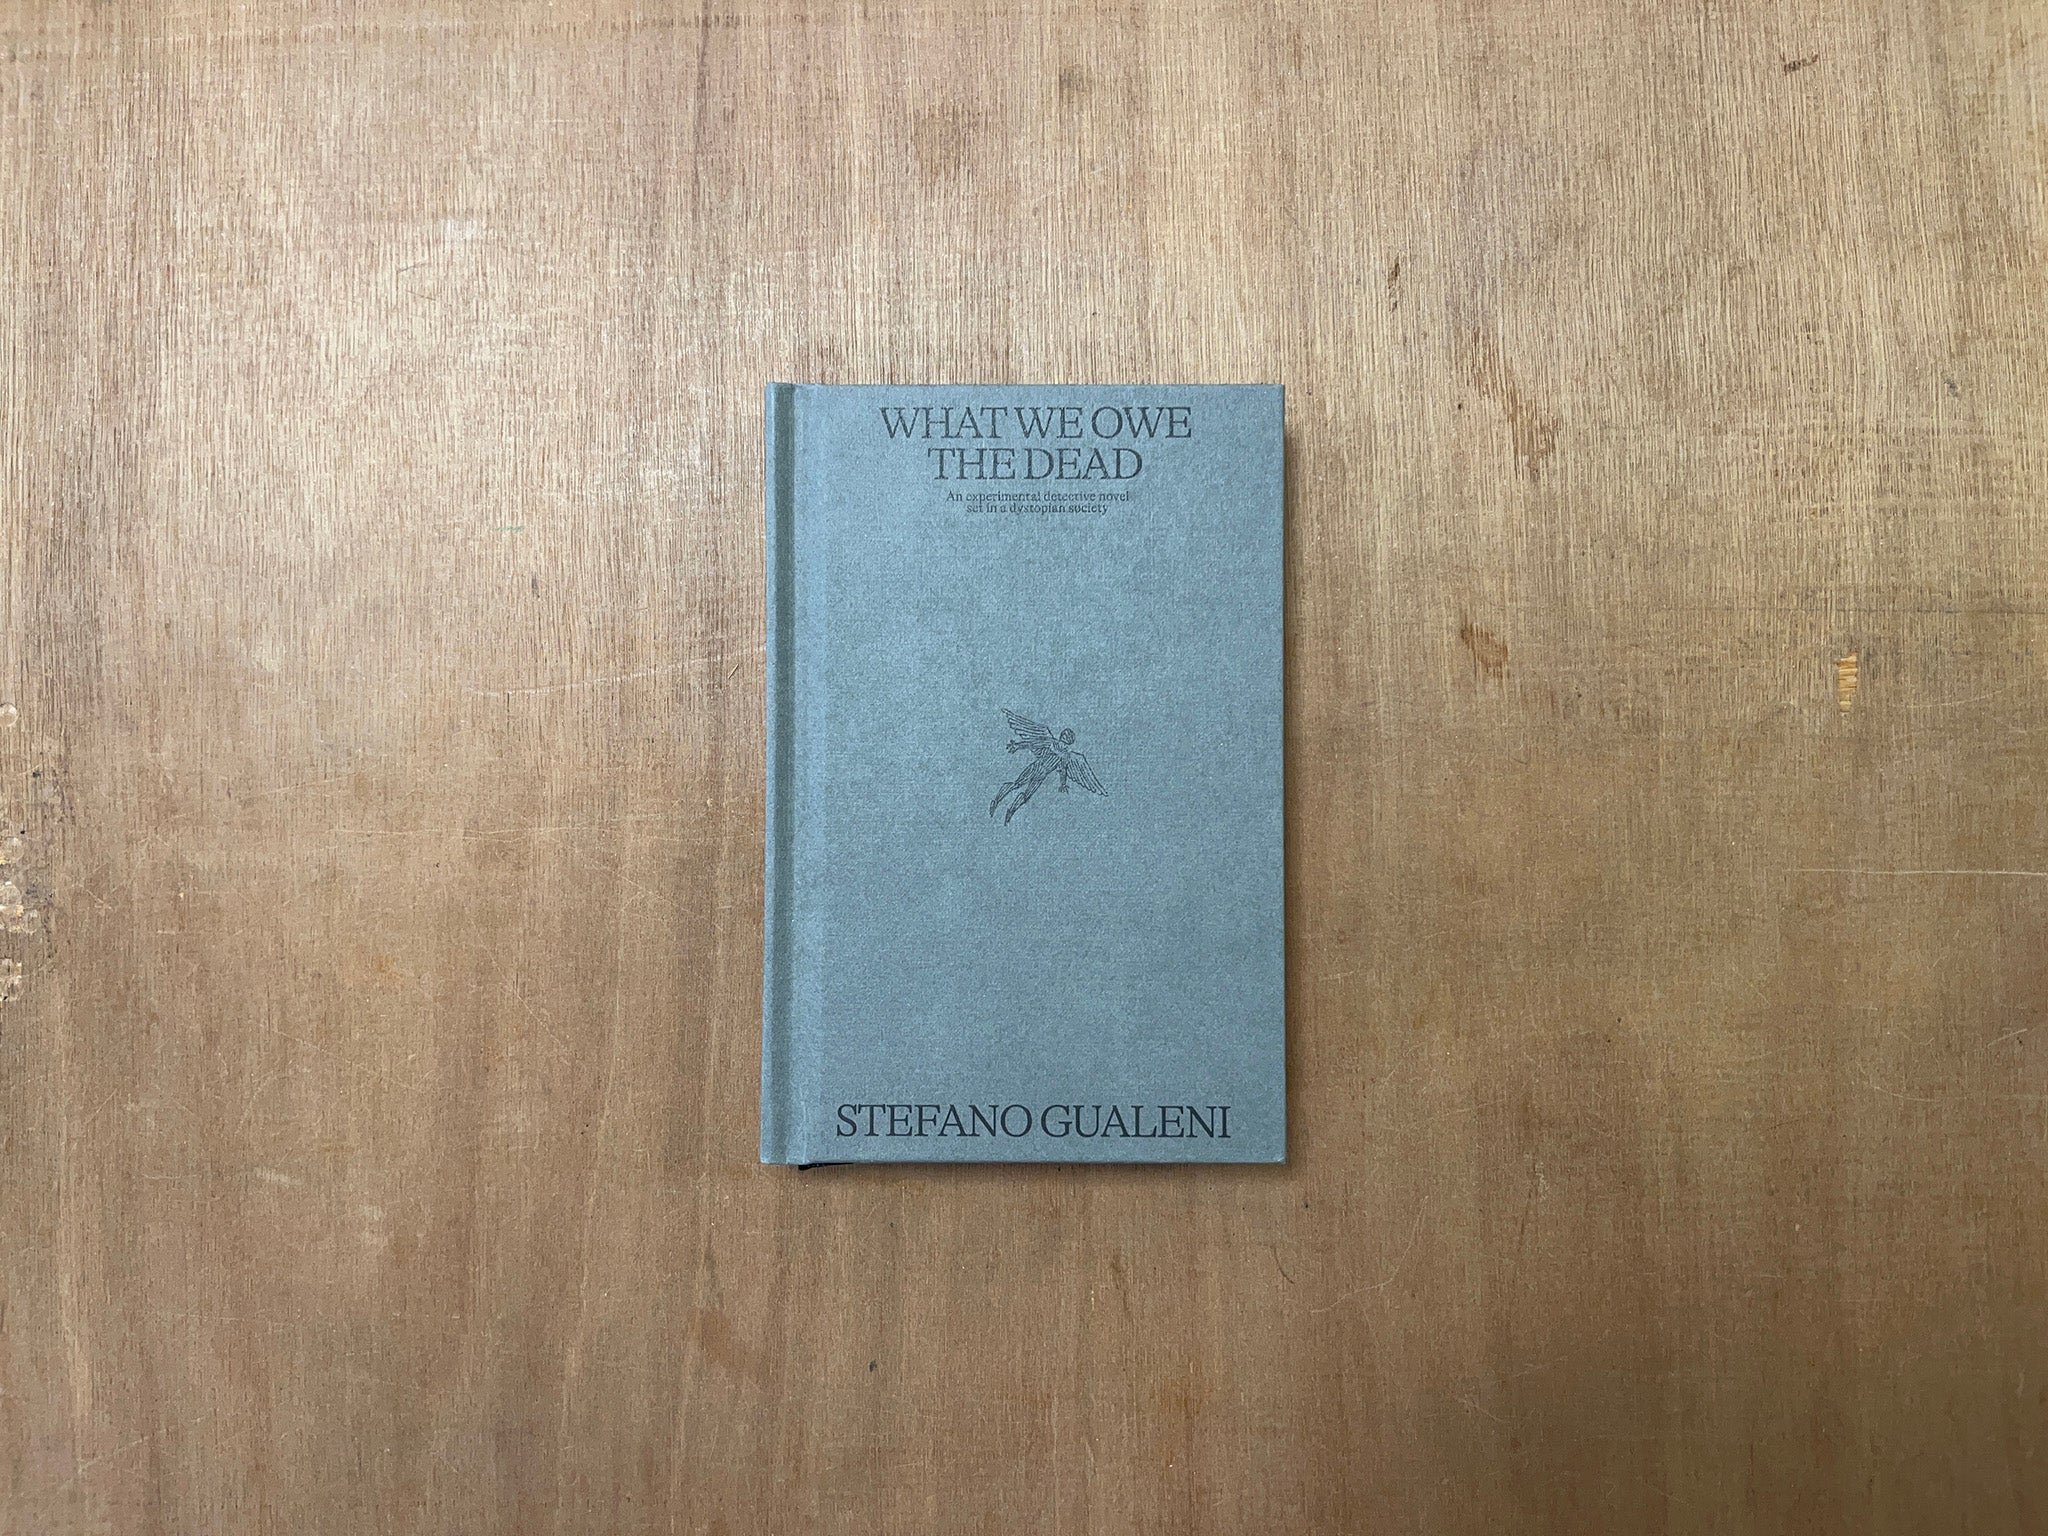 WHAT WE OWE
THE DEAD
An experimental detective novel
set in a dystopian society
STEFANO GUALENI